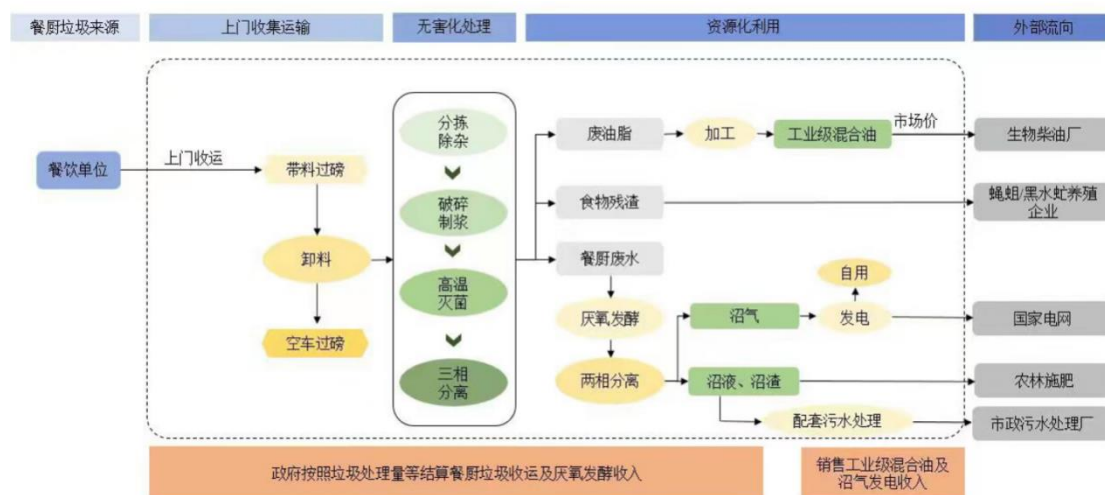 餐厨垃圾来源
上门收集运输
无害化处理
资源化利用
外部流向
餐饮单位
上门收运
带料过磅
卸料
空车过磅
分拣
除杂
破碎
制浆
高温
灭菌
三相
分离
废油脂
加工
工业级混合油
市场价
生物柴油厂
食物残渣
蝇蛆/黑水虻养殖
企业
餐厨废水
厌氧发酵
两相分离
沼气
发电
自用
国家电网
沼液、沼渣
农林施肥
配套污水处理
市政污水处理厂
政府按照垃圾处理量等结算餐厨垃圾收运及厌氧发酵收入
销售工业级混合油及
沼气发电收入